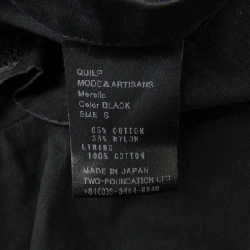 QUILP
MODE & ARTISANS
Color BLACK
SIZE S
65% COTTON
35% NYLON
LINING
100% COTTON
MADE IN JAPAN
TWO-FOUNDATION LTD